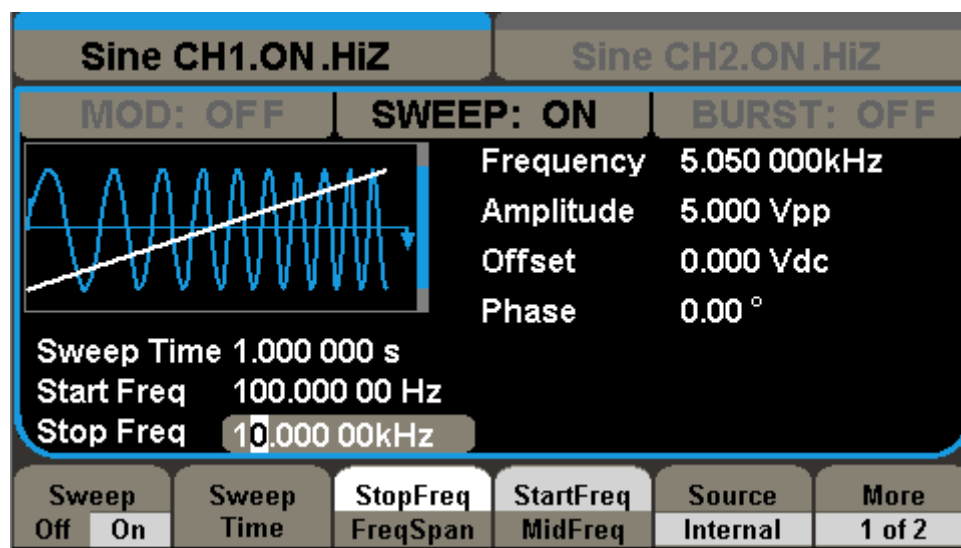 Sine CH1.ON.HiZ Sine CH2.ON.HiZ
MOD: OFF SWEEP: ON BURST: OFF
Frequency 5.050 000kHz
Amplitude 5.000 Vpp
Offset 0.000 Vdc
Phase 0.00 °
Sweep Time 1.000 000 s
Start Freq 100.000 00 Hz
Stop Freq 10.000 00kHz
Sweep Sweep StopFreq StartFreq Source More
Off On Time FreqSpan MidFreq Internal 1 of 2